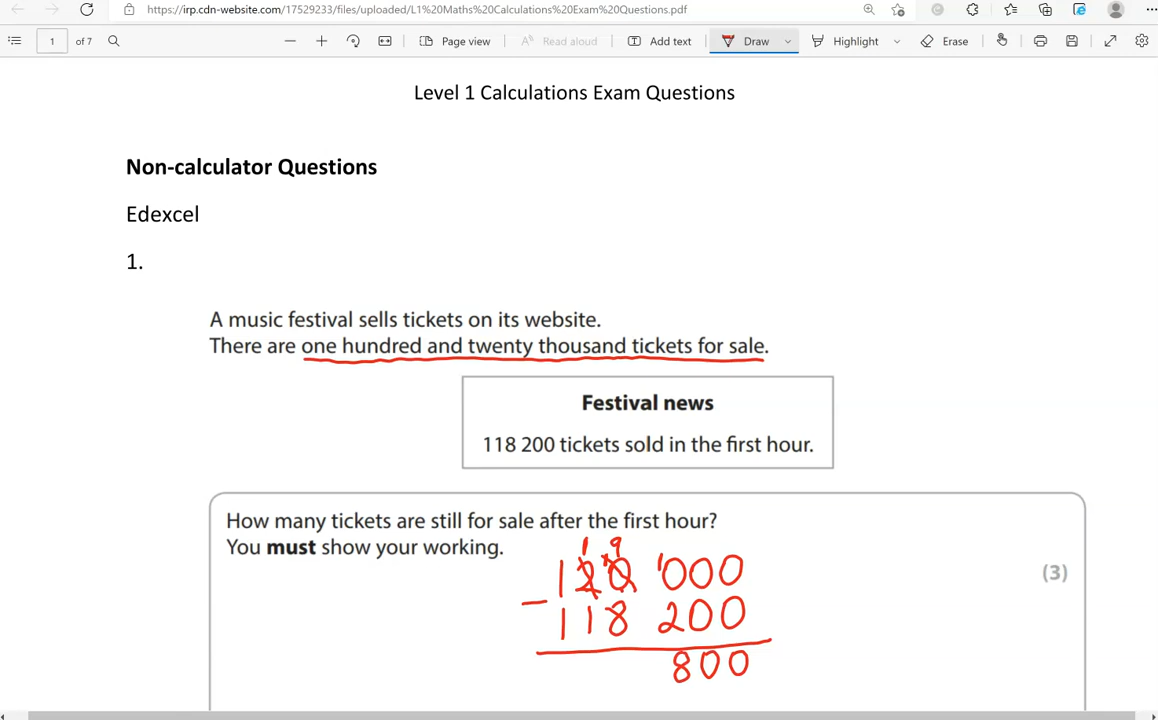 https://irp.cdn-website.com/17529233/files/uploaded/L1%20Maths%20Calculations%20Exam%20Questions.pdf
1 of 7 Page view Read aloud Add text Draw Highlight Erase
Level 1 Calculations Exam Questions
Non-calculator Questions
Edexcel
1.
A music festival sells tickets on its website.
There are one hundred and twenty thousand tickets for sale.
Festival news
118 200 tickets sold in the first hour.
How many tickets are still for sale after the first hour?
You must show your working.
(3)
1 9
120 1000
- 118 200
800